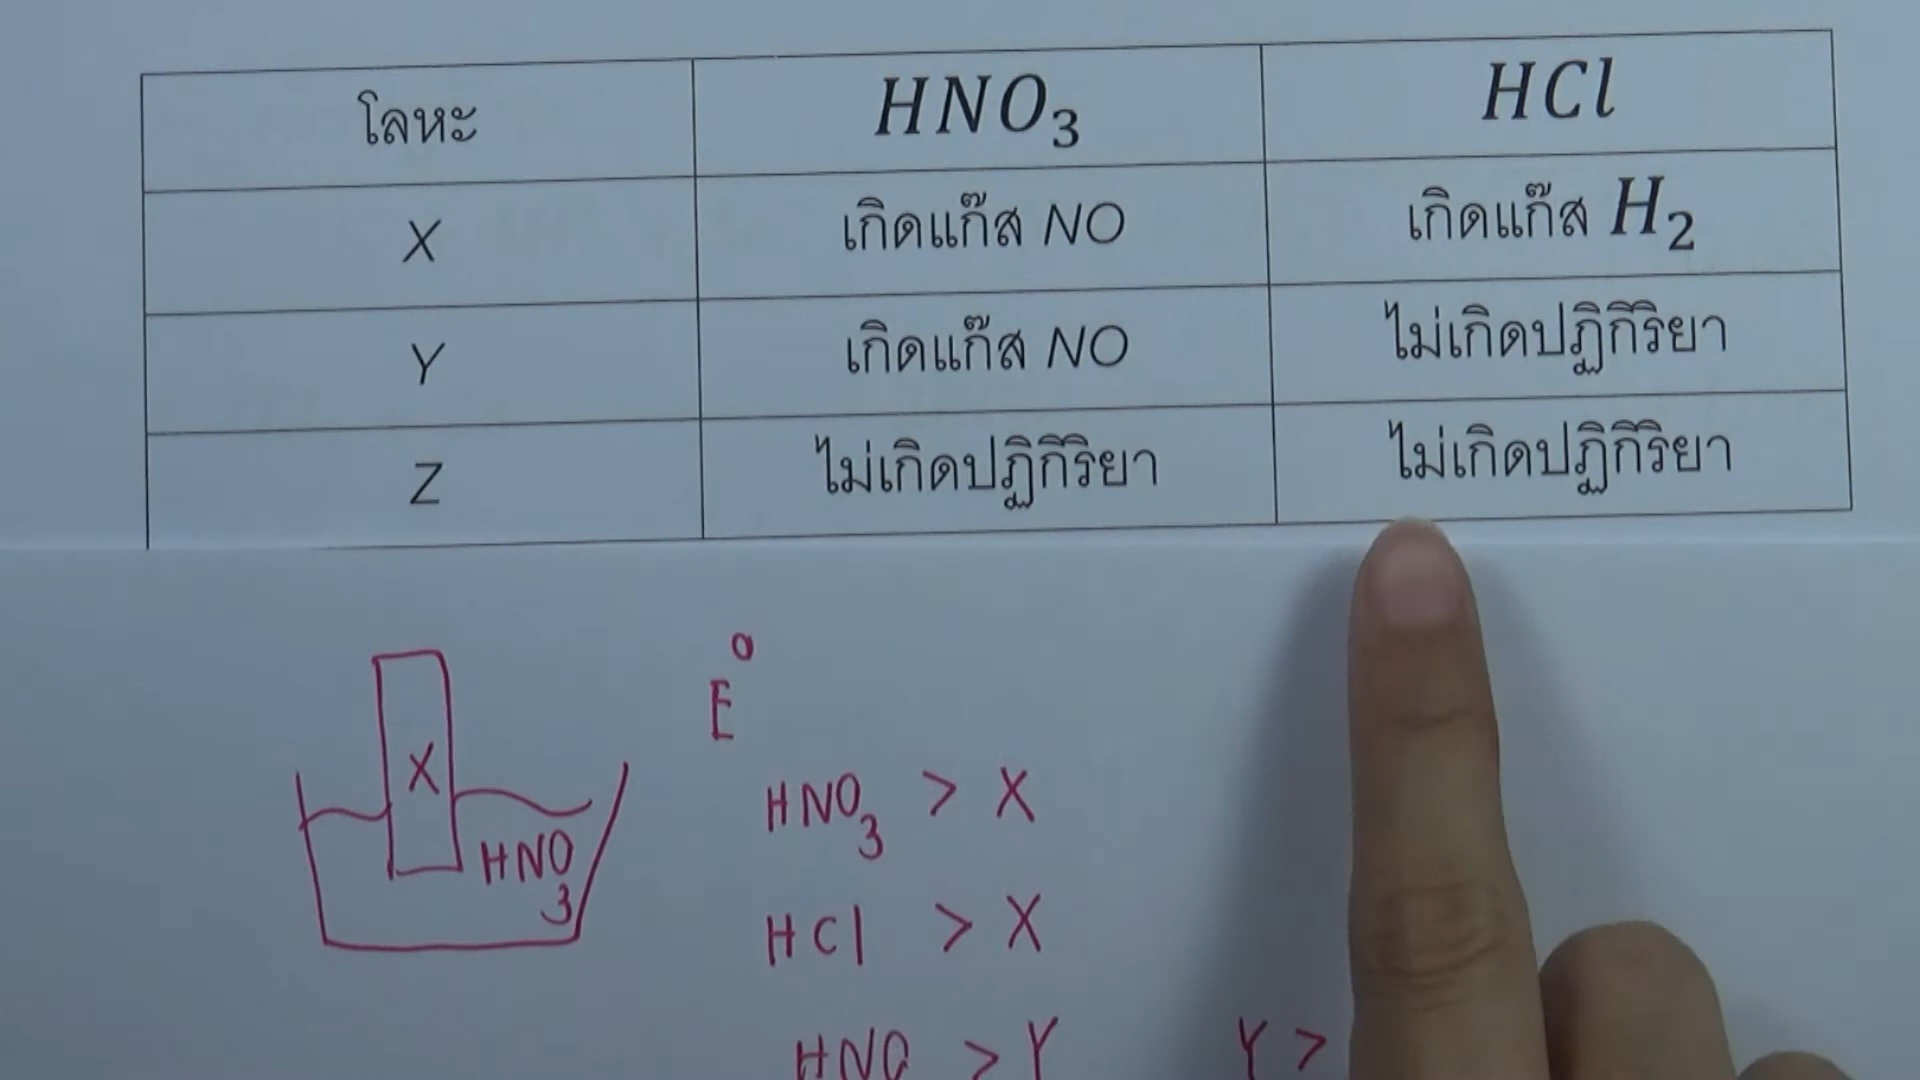 โลหะ HNO₃ HCl
X เกิดแก๊ส NO เกิดแก๊ส H₂
Y เกิดแก๊ส NO ไม่เกิดปฏิกิริยา
Z ไม่เกิดปฏิกิริยา ไม่เกิดปฏิกิริยา
E⁰
X
HNO₃ > X
HNO₃
HCl > X
HNO > Y Y >